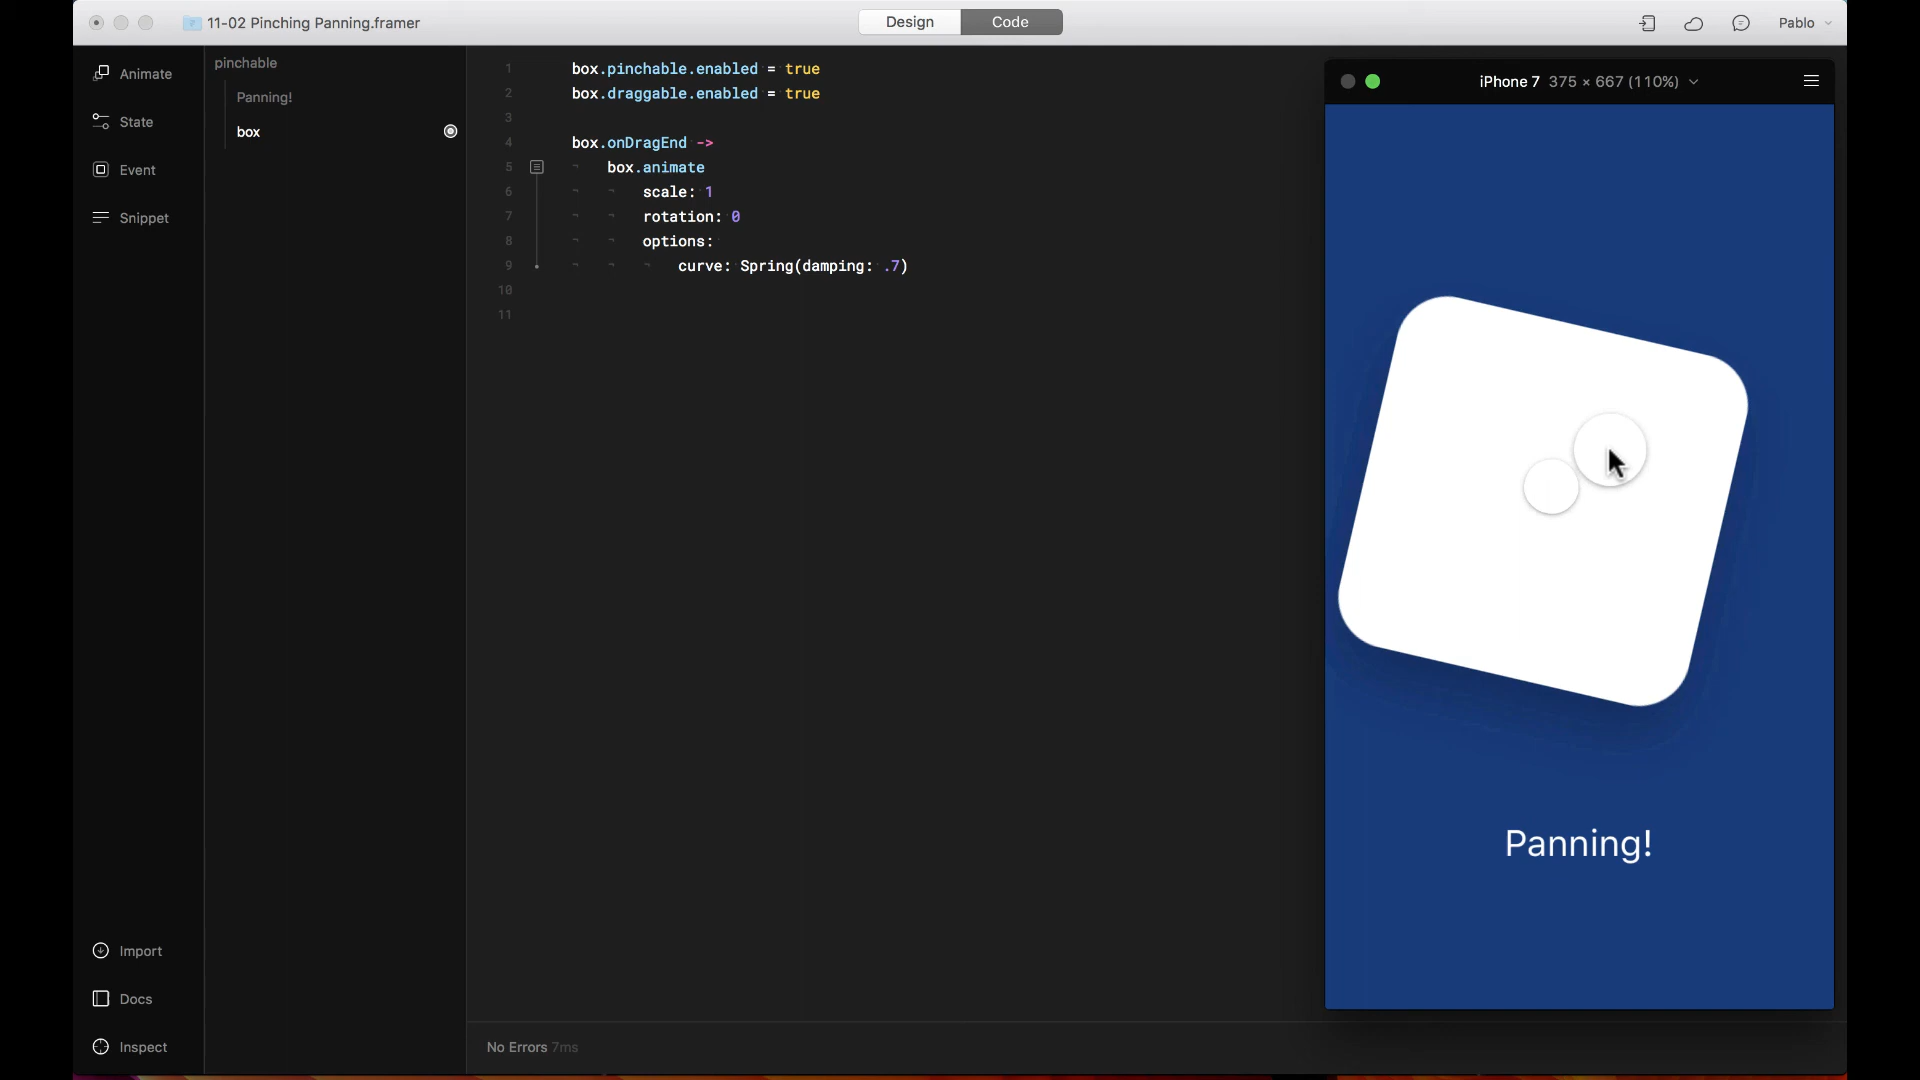 11-02 Pinching Panning.framer
Design
Code
Pablo
Animate
State
Event
Snippet
Import
Docs
Inspect
pinchable
Panning!
box
1 box.pinchable.enabled = true
2 box.draggable.enabled = true
3
4 box.onDragEnd ->
5 box.animate
6 scale: 1
7 rotation: 0
8 options:
9 curve: Spring(damping: .7)
10
11
No Errors 7ms
iPhone 7 375 × 667 (110%)
Panning!